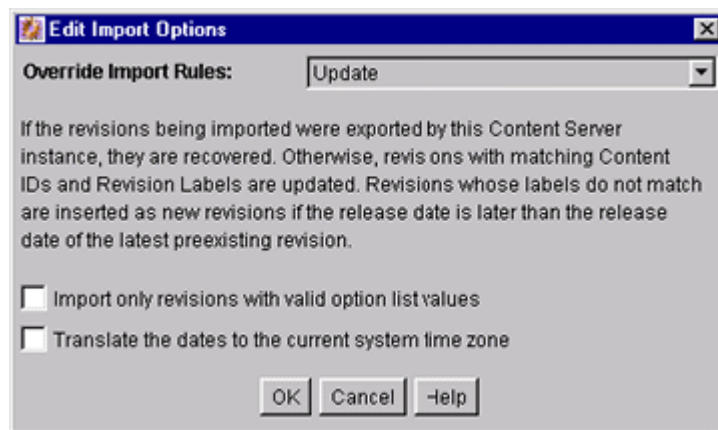 Edit Import Options
Override Import Rules: Update
If the revisions being imported were exported by this Content Server
instance, they are recovered. Otherwise, revis ons with matching Content
IDs and Revision Labels are updated. Revisions whose labels do not match
are inserted as new revisions if the release date is later than the release
date of the latest preexisting revision.
Import only revisions with valid option list values
Translate the dates to the current system time zone
OK Cancel Help